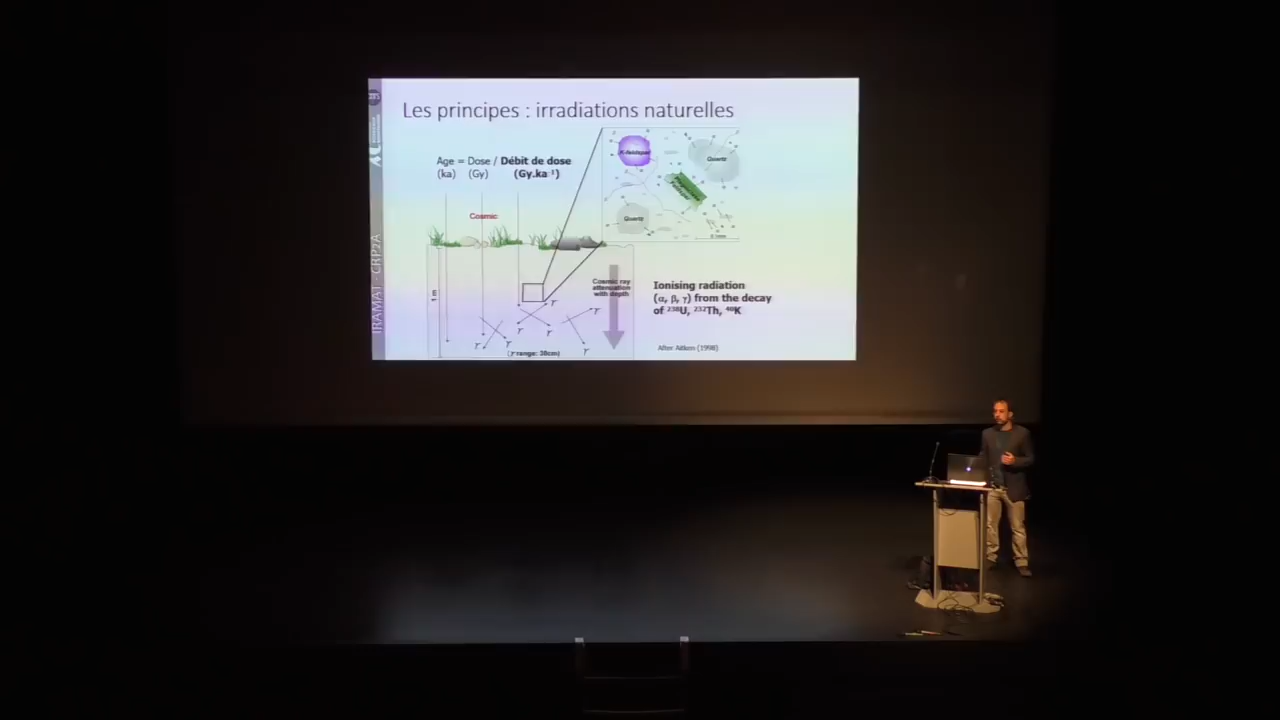 Les principes : irradiations naturelles
Age = Dose / Débit de dose
(ka) (Gy) (Gy.ka⁻¹)
Cosmic
K-feldspar
Quartz
Quartz
1 m
Cosmic ray
attenuation
with depth
γ
γ
γ
γ
γ
γ
γ
(γ range: 30cm)
Ionising radiation
(α, β, γ) from the decay
of ²³⁸U, ²³²Th, ⁴⁰K
After Aitken (1998)
IRAMAT - CRP2A